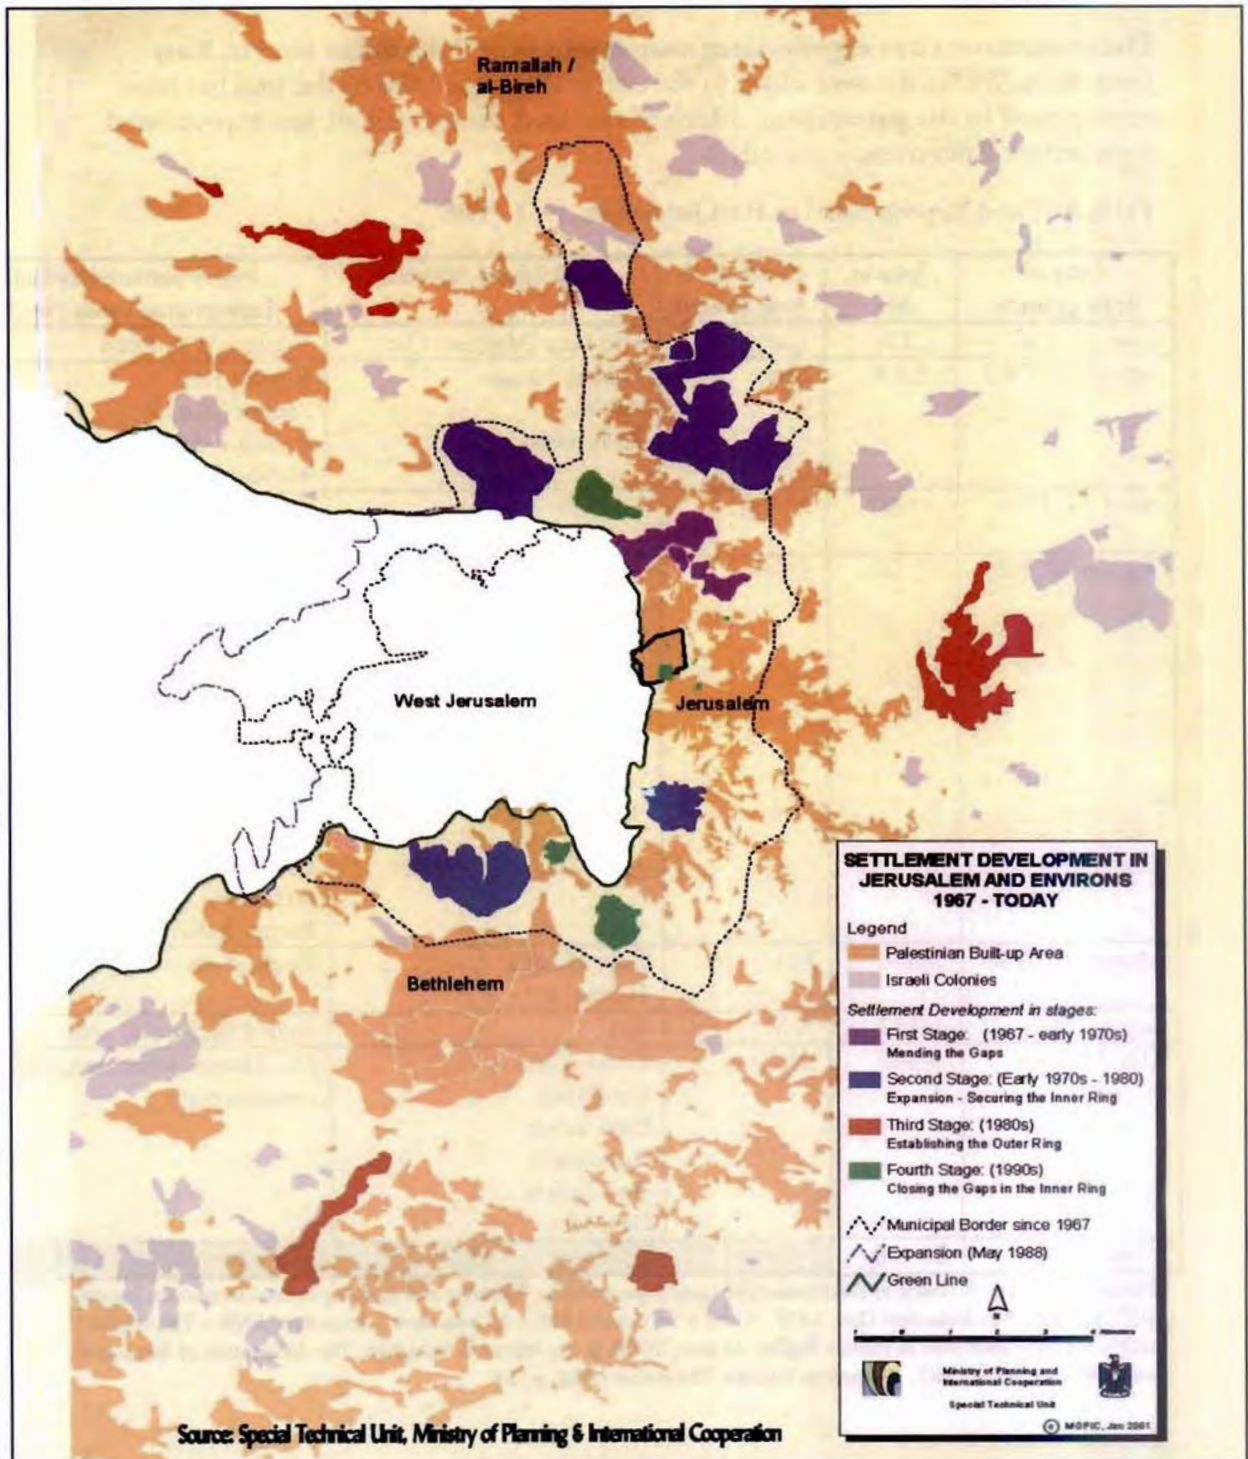 Ramallah /
al-Bireh
West Jerusalem
Jerusalem
Bethlehem
SETTLEMENT DEVELOPMENT IN
JERUSALEM AND ENVIRONS
1967 - TODAY
Legend
Palestinian Built-up Area
Israeli Colonies
Settlement Development in stages:
First Stage: (1967 - early 1970s)
Mending the Gaps
Second Stage: (Early 1970s - 1980)
Expansion - Securing the Inner Ring
Third Stage: (1980s)
Establishing the Outer Ring
Fourth Stage: (1990s)
Closing the Gaps in the Inner Ring
Municipal Border since 1967
Expansion (May 1988)
Green Line
N
Ministry of Planning and
International Cooperation
Special Technical Unit
© MOPIC, Jan 2001
Source: Special Technical Unit, Ministry of Planning & International Cooperation